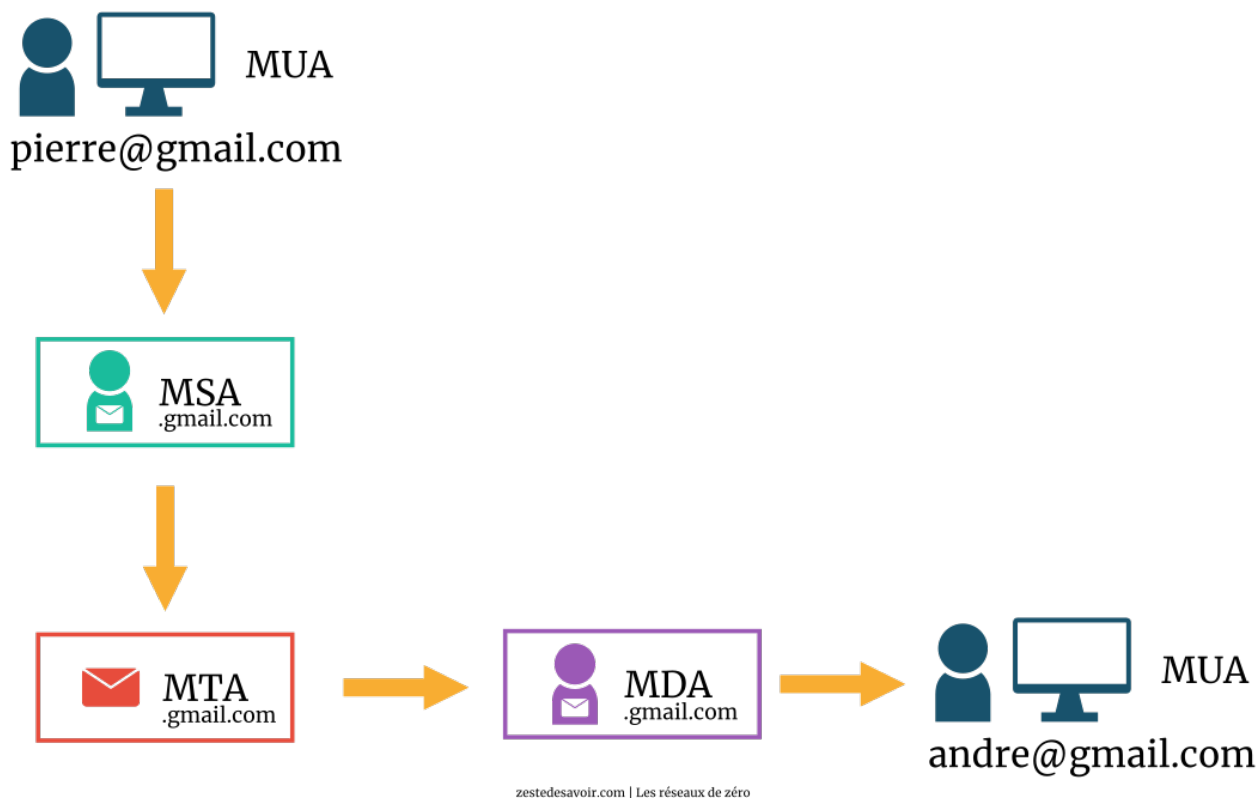 MUA
pierre@gmail.com
MSA
.gmail.com
MTA
.gmail.com
MDA
.gmail.com
MUA
andre@gmail.com
zestedesavoir.com | Les réseaux de zéro